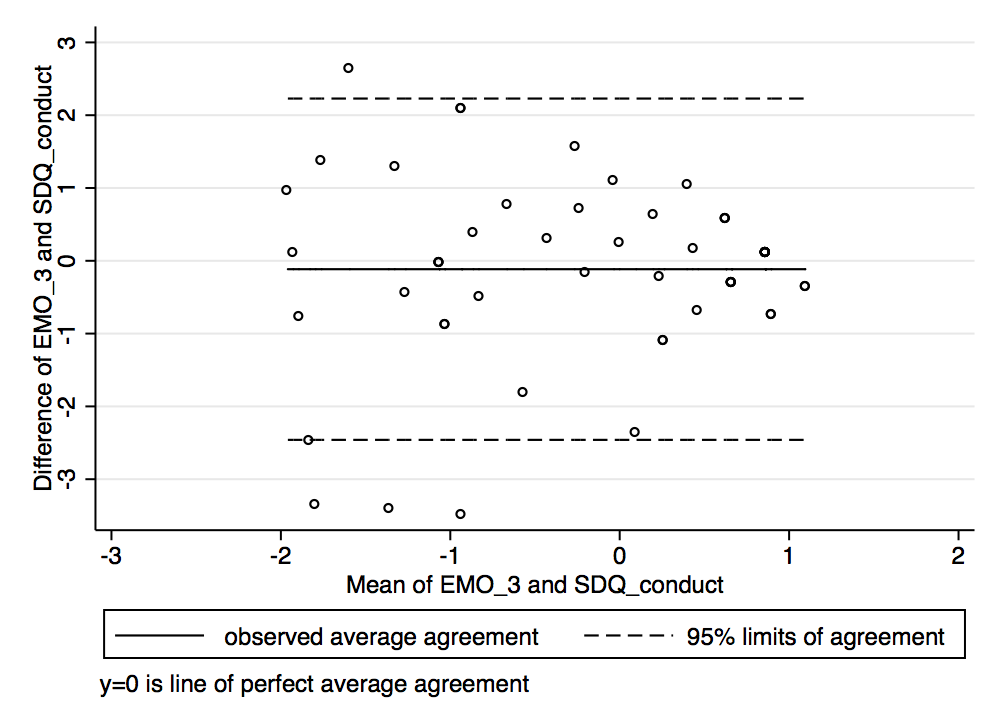 Difference of EMO_3 and SDQ_conduct
3
2
1
0
-1
-2
-3
-3 -2 -1 0 1 2
Mean of EMO_3 and SDQ_conduct
observed average agreement 95% limits of agreement
y=0 is line of perfect average agreement